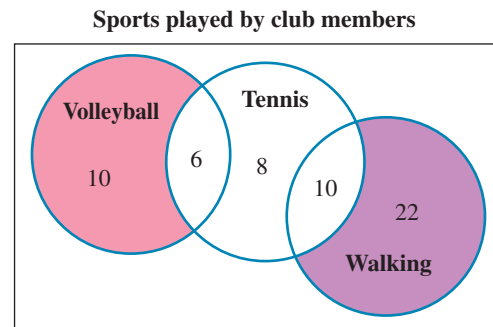 Sports played by club members
Volleyball
Tennis
10
6
8
10
22
Walking